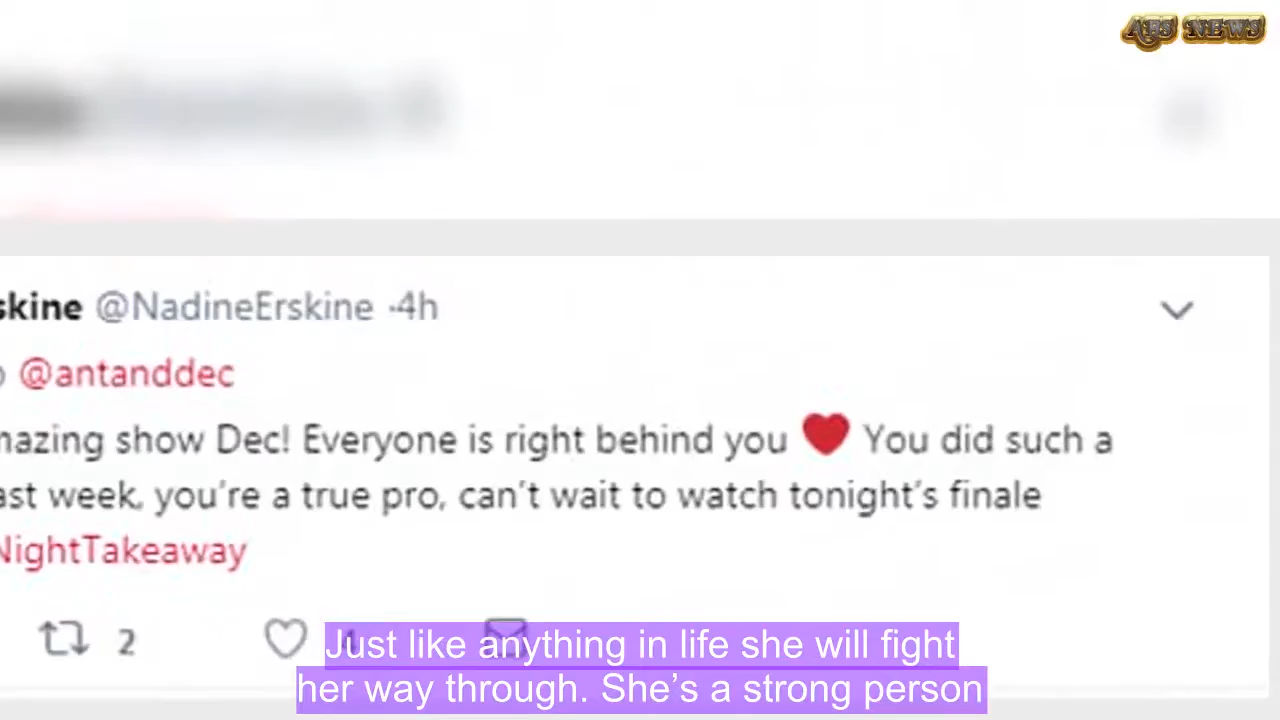 ARS NEWS
skine @NadineErskine ·4h
@antanddec
mazing show Dec! Everyone is right behind you ❤ You did such a
ast week, you're a true pro, can't wait to watch tonight's finale
NightTakeaway
2
Just like anything in life she will fight
her way through. She's a strong person